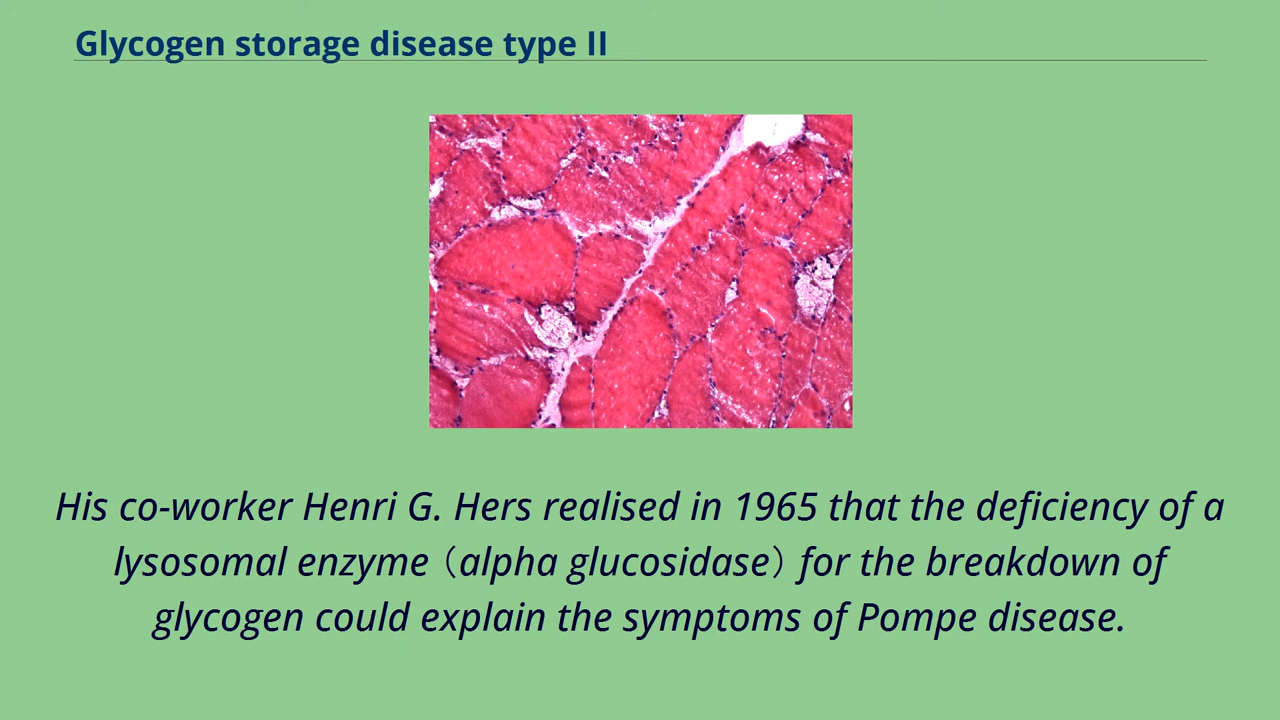 Glycogen storage disease type II
His co-worker Henri G. Hers realised in 1965 that the deficiency of a
lysosomal enzyme（alpha glucosidase）for the breakdown of
glycogen could explain the symptoms of Pompe disease.